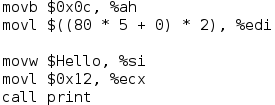 movb $0x0c, %ah
movl $((80 * 5 + 0) * 2), %edi
movw $Hello, %si
movl $0x12, %ecx
call print